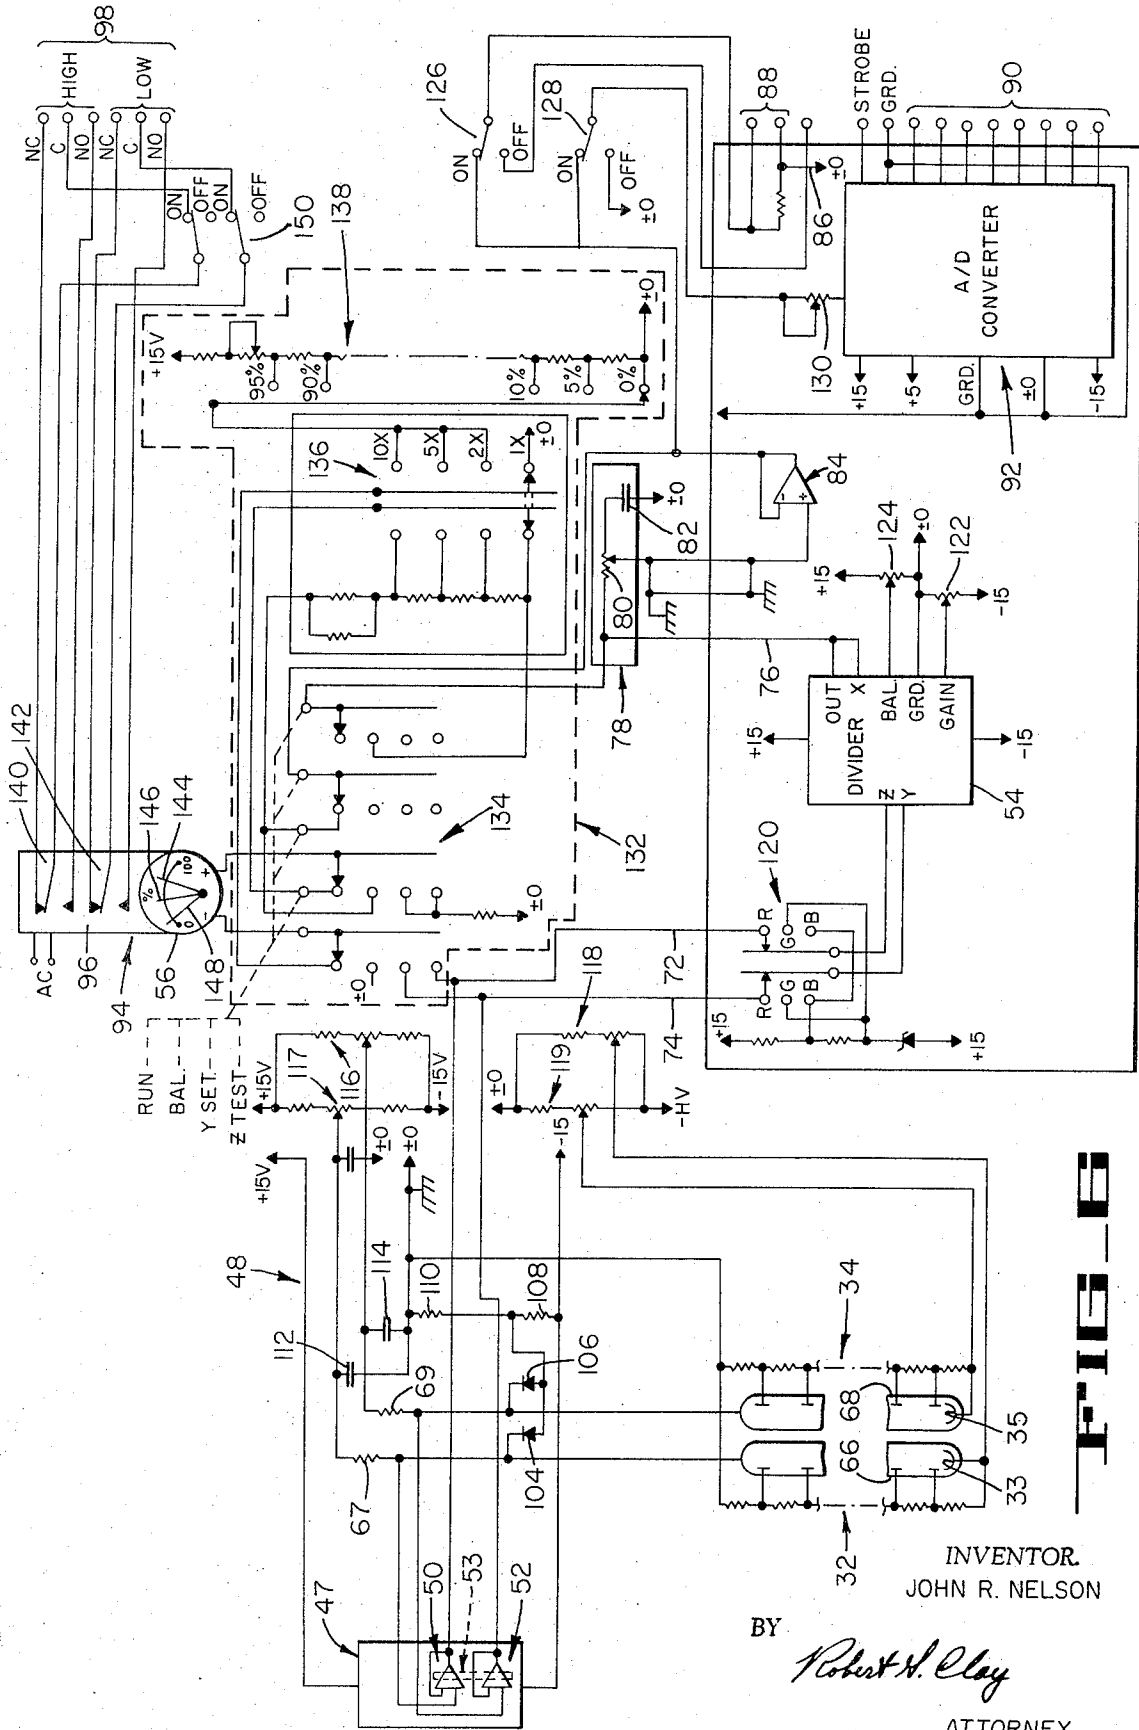 98
HIGH
LOW
NC
C
NO
NC
C
NO
ON
OFF
ON
OFF
150
140
142
146
144
0
%
100
-
+
AC
96
94
56
148
RUN
BAL.
Y SET.
Z TEST
+15V
138
95%
90%
10%
5%
0%
±0
136
10X
5X
2X
1X
±0
134
132
±0
±0
126
ON
OFF
128
ON
OFF
±0
80
82
±0
78
84
-
+
76
88
86
±0
STROBE
GRD.
90
A/D
CONVERTER
130
+15
+5
GRD.
±0
-15
92
+15
124
±0
122
-15
OUT
X
BAL.
GRD.
GAIN
DIVIDER
Z
Y
+15
-15
54
120
R
G
B
R
G
B
+15
+15
72
74
118
119
±0
-HV
-15
+15V
117
116
-15V
+15V
±0
±0
48
112
114
110
108
69
106
104
67
47
50
53
52
34
68
66
35
33
32
FIG_6
INVENTOR.
JOHN R. NELSON
BY
Robert H. Clay
ATTORNEY